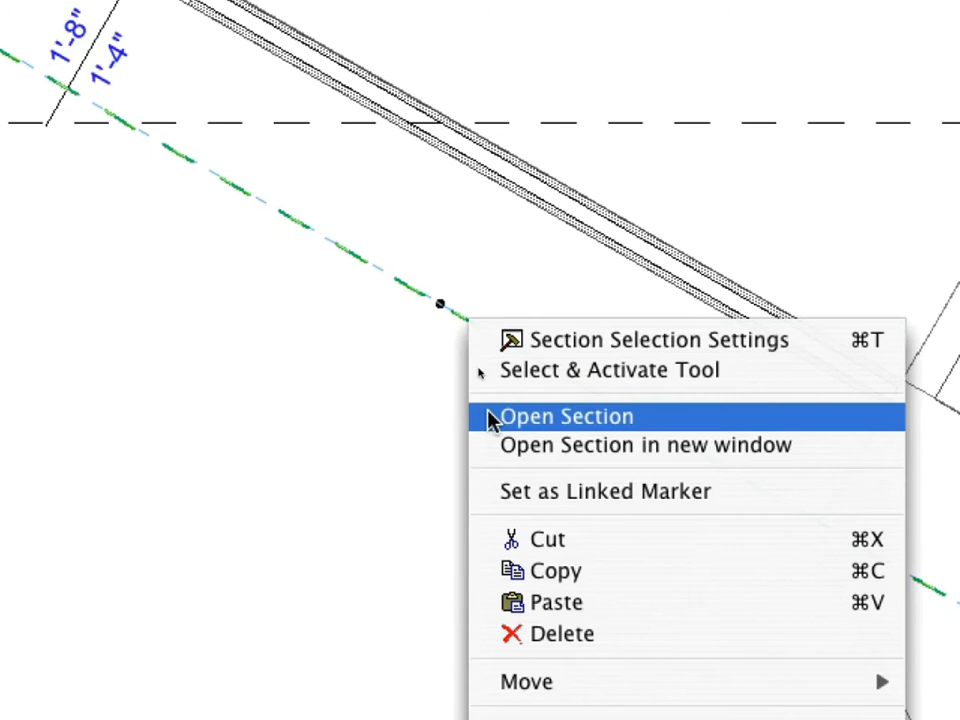 1'-8"
1'-4"
Section Selection Settings ⌘T
Select & Activate Tool
Open Section
Open Section in new window
Set as Linked Marker
Cut ⌘X
Copy ⌘C
Paste ⌘V
Delete
Move